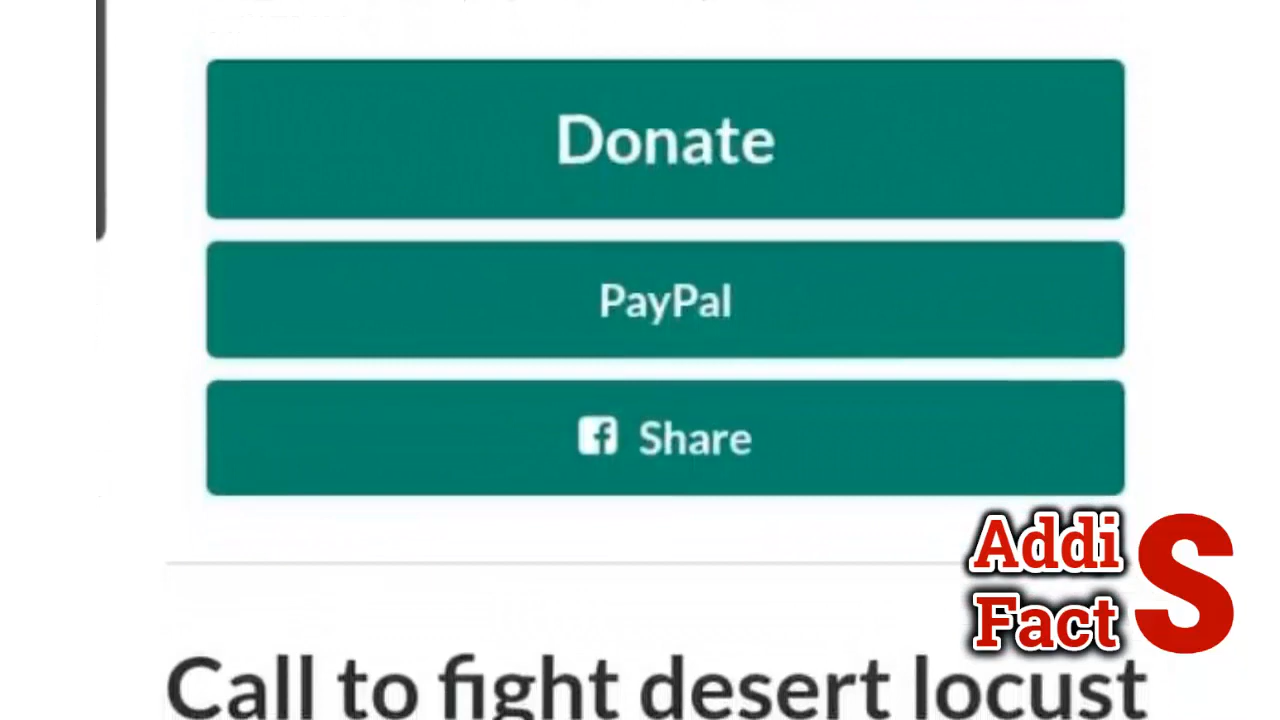 Donate
PayPal
Share
Addi S
Fact
Call to fight desert locust